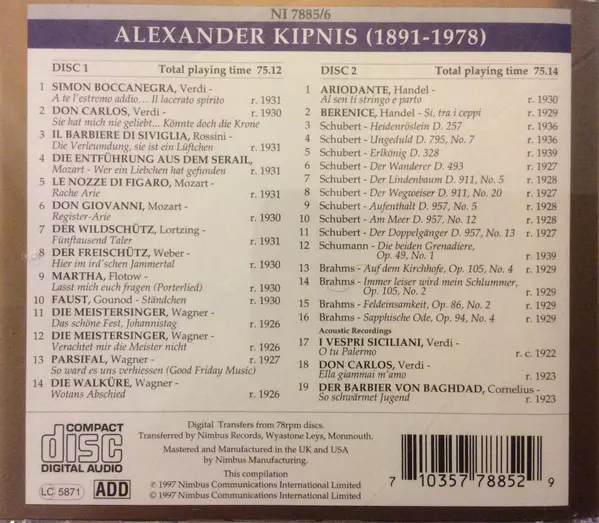 NI 7885/6
ALEXANDER KIPNIS (1891-1978)
DISC 1 Total playing time 75.12
1 SIMON BOCCANEGRA, Verdi -
A te l'estremo addio... Il lacerato spirito r. 1931
2 DON CARLOS, Verdi - r. 1930
Sie hat mich nie geliebt... Könnte doch die Krone
3 IL BARBIERE DI SIVIGLIA, Rossini -
Die Verleumdung, sie ist ein Lüftchen r. 1931
4 DIE ENTFÜHRUNG AUS DEM SERAIL,
Mozart - Wer ein Liebchen hat gefunden r. 1931
5 LE NOZZE DI FIGARO, Mozart -
Rache Arie r. 1931
6 DON GIOVANNI, Mozart -
Register-Arie r. 1930
7 DER WILDSCHÜTZ, Lortzing -
Fünftausend Taler r. 1931
8 DER FREISCHÜTZ, Weber -
Hier im ird'schen Jammertal r. 1930
9 MARTHA, Flotow -
Lasst mich euch fragen (Porterlied) r. 1930
10 FAUST, Gounod - Ständchen r. 1930
11 DIE MEISTERSINGER, Wagner -
Das schöne Fest, Johannistag r. 1926
12 DIE MEISTERSINGER, Wagner -
Verachtet mir die Meister nicht r. 1926
13 PARSIFAL, Wagner - r. 1927
So ward es uns verhiessen (Good Friday Music)
14 DIE WALKÜRE, Wagner -
Wotans Abschied r. 1926
DISC 2 Total playing time 75.14
1 ARIODANTE, Handel -
Al sen ti stringo e parto r. 1930
2 BERENICE, Handel - Si, tra i ceppi r. 1929
3 Schubert - Heidenröslein D. 257 r. 1936
4 Schubert - Ungeduld D. 795, No. 7 r. 1936
5 Schubert - Erlkönig D. 328 r. 1939
6 Schubert - Der Wanderer D. 493 r. 1927
7 Schubert - Der Lindenbaum D. 911, No. 5 r. 1928
8 Schubert - Der Wegweiser D. 911, No. 20 r. 1927
9 Schubert - Aufenthalt D. 957, No. 5 r. 1928
10 Schubert - Am Meer D. 957, No. 12 r. 1928
11 Schubert - Der Doppelgänger D. 957, No. 13 r. 1927
12 Schumann - Die beiden Grenadiere,
Op. 49, No. 1 r. 1939
13 Brahms - Auf dem Kirchhofe, Op. 105, No. 4 r. 1929
14 Brahms - Immer leiser wird mein Schlummer,
Op. 105, No. 2 r. 1929
15 Brahms - Feldeinsamkeit, Op. 86, No. 2 r. 1929
16 Brahms - Sapphische Ode, Op. 94, No. 4 r. 1929
Acoustic Recordings
17 I VESPRI SICILIANI, Verdi -
O tu Palermo r. c. 1922
18 DON CARLOS, Verdi -
Ella giammai m'amo r. 1923
19 DER BARBIER VON BAGHDAD, Cornelius -
So schwärmet Jugend r. 1923
COMPACT
disc
DIGITAL AUDIO
LC 5871
ADD
Digital Transfers from 78rpm discs.
Transferred by Nimbus Records, Wyastone Leys, Monmouth.
Mastered and Manufactured in the UK and USA
by Nimbus Manufacturing.
This compilation
℗ 1997 Nimbus Communications International Limited
© 1997 Nimbus Communications International Limited
7 10357 78852 9